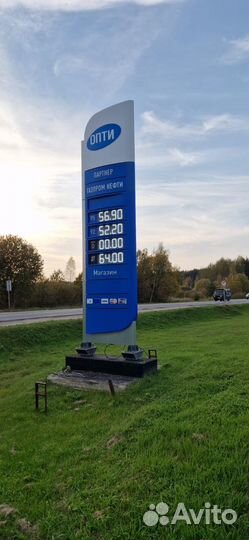 ОПТИ
ПАРТНЕР
ГАЗПРОМ НЕФТИ
56.90
52.20
00.00
64.00
Магазин
Avito